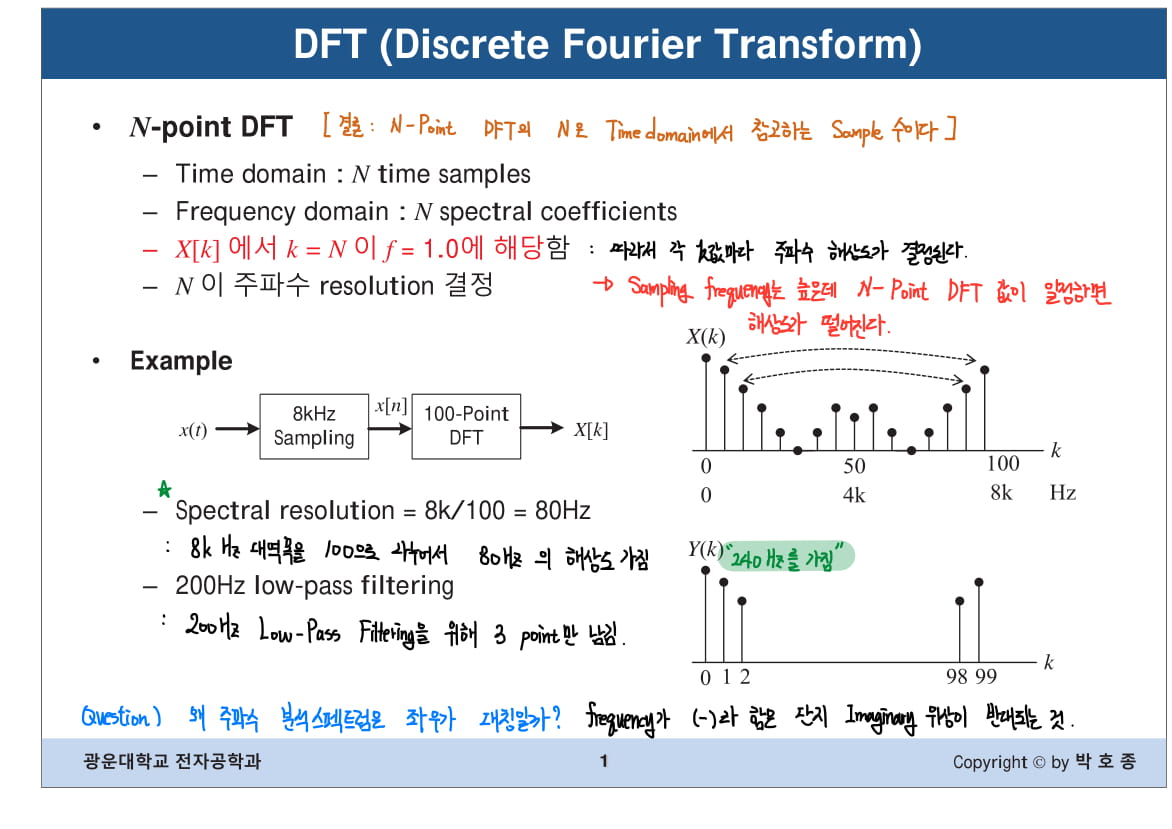 DFT (Discrete Fourier Transform)
• N-point DFT [ 결론 : N-Point DFT의 N은 Time domain에서 참고하는 Sample 수이다 ]
– Time domain : N time samples
– Frequency domain : N spectral coefficients
– X[k] 에서 k = N 이 f = 1.0에 해당함 : 따라서 각 k값마다 주파수 해상도가 결정된다.
– N 이 주파수 resolution 결정
→ Sampling frequency는 높은데 N-Point DFT 값이 일정하면
해상도가 떨어진다.
• Example
x(t) 8kHz Sampling x[n] 100-Point DFT X[k]
X(k)
0 50 100 k
0 4k 8k Hz
☆
– Spectral resolution = 8k/100 = 80Hz
: 8k Hz 대역폭을 100으로 나누어서 80Hz 의 해상도 가짐
– 200Hz low-pass filtering
: 200Hz Low-Pass Filtering을 위해 3 point만 남김.
Y(k) "240Hz를 가짐"
0 1 2 98 99 k
Question) 왜 주파수 분석스펙트럼은 좌우가 대칭일까? frequency가 (-)라 함은 단지 Imaginary 위상이 반대되는 것.
광운대학교 전자공학과 1 Copyright © by 박 호 종